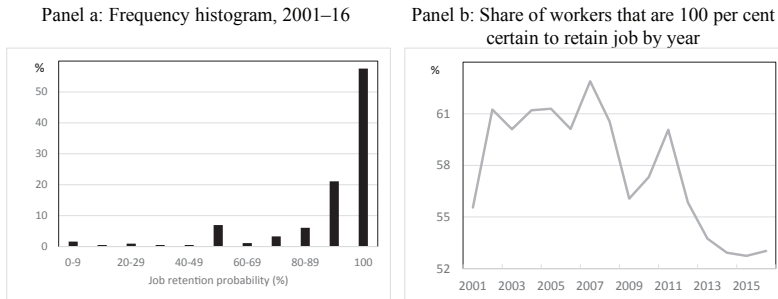 Panel a: Frequency histogram, 2001–16
%
50
40
30
20
10
0
0-9 20-29 40-49 60-69 80-89 100
Job retention probability (%)
Panel b: Share of workers that are 100 per cent
certain to retain job by year
%
61
58
55
52
2001 2003 2005 2007 2009 2011 2013 2015